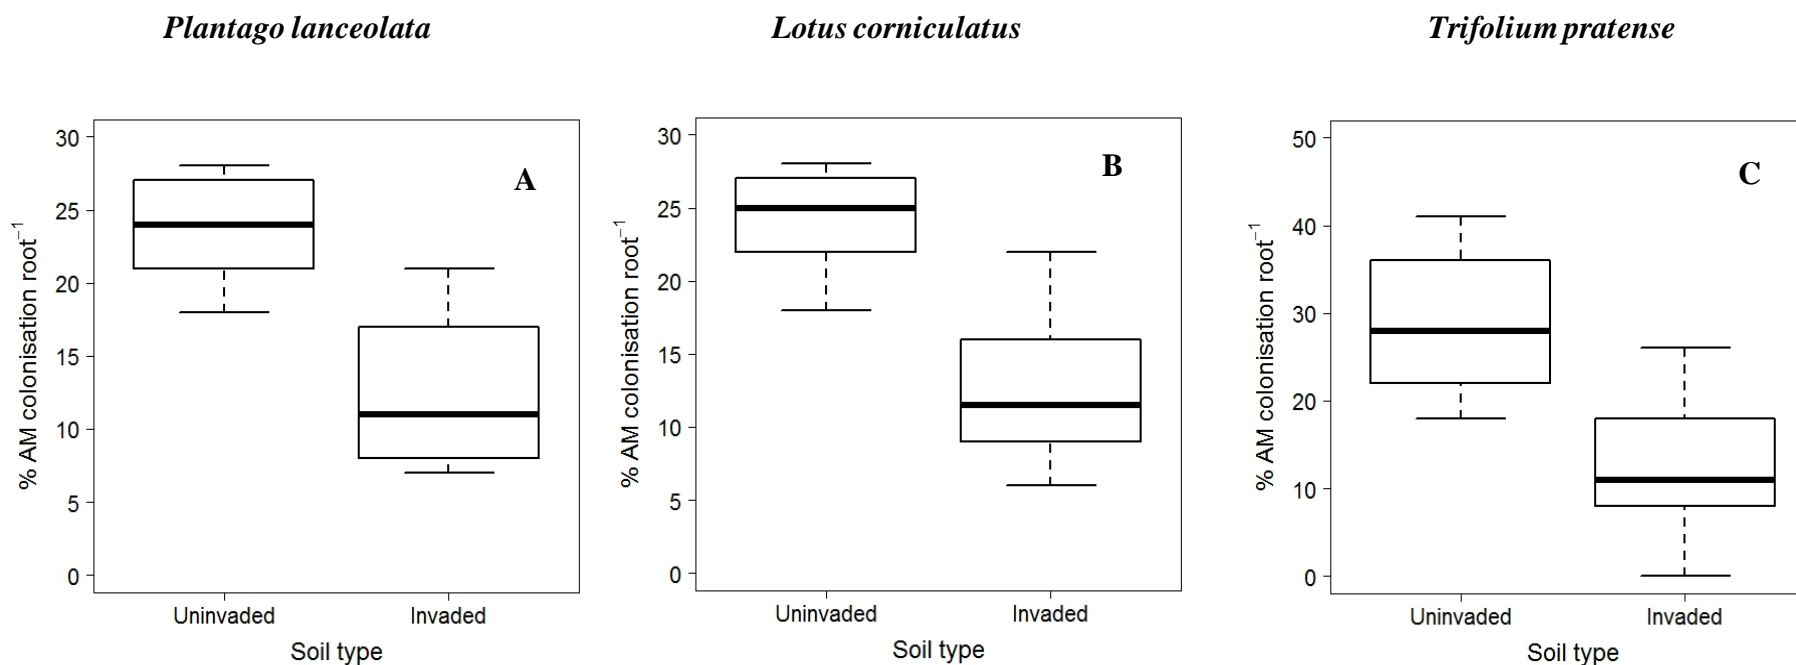 Plantago lanceolata
Lotus corniculatus
Trifolium pratense
A
% AM colonisation root⁻¹
30
25
20
15
10
5
0
Uninvaded Invaded
Soil type
B
% AM colonisation root⁻¹
30
25
20
15
10
5
0
Uninvaded Invaded
Soil type
C
% AM colonisation root⁻¹
50
40
30
20
10
0
Uninvaded Invaded
Soil type